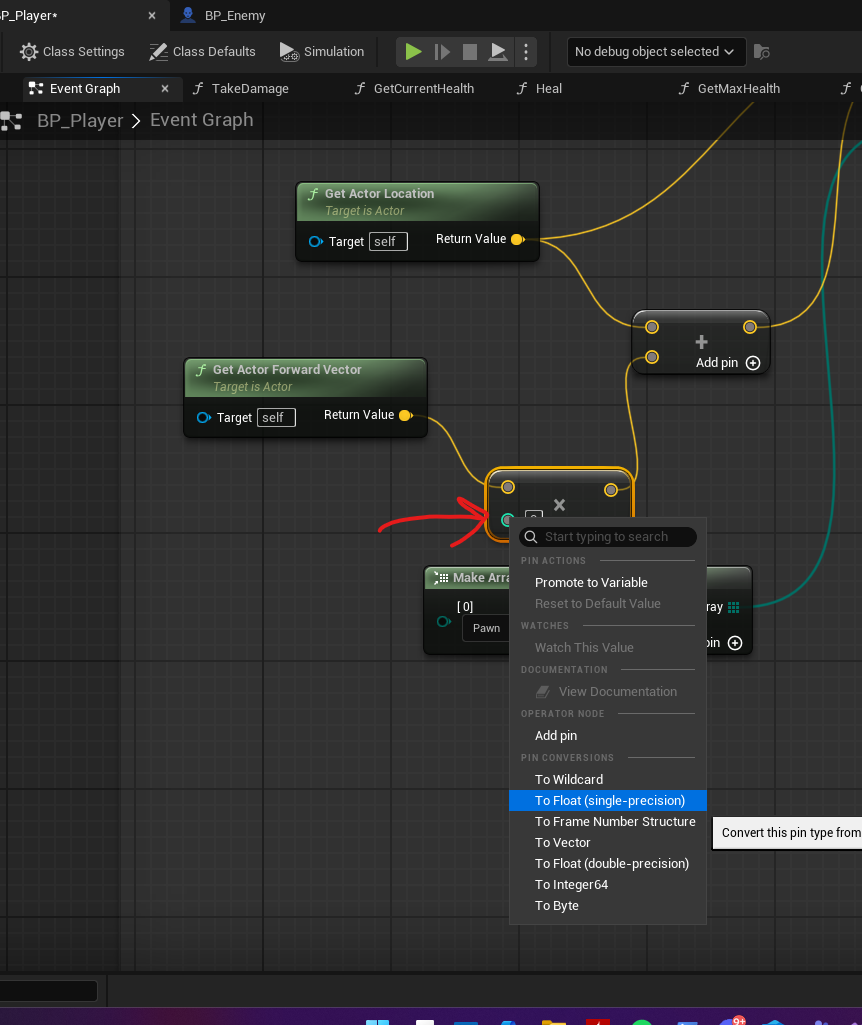 BP_Player*
BP_Enemy
Class Settings
Class Defaults
Simulation
No debug object selected
Event Graph
TakeDamage
GetCurrentHealth
Heal
GetMaxHealth
BP_Player > Event Graph
Get Actor Location
Target is Actor
Target self
Return Value
+
Add pin
Get Actor Forward Vector
Target is Actor
Target self
Return Value
×
Start typing to search
PIN ACTIONS
Promote to Variable
Reset to Default Value
WATCHES
Watch This Value
DOCUMENTATION
View Documentation
OPERATOR NODE
Add pin
PIN CONVERSIONS
To Wildcard
To Float (single-precision)
To Frame Number Structure
To Vector
To Float (double-precision)
To Integer64
To Byte
Make Arra
[0]
Pawn
ray
pin
Convert this pin type from
9+